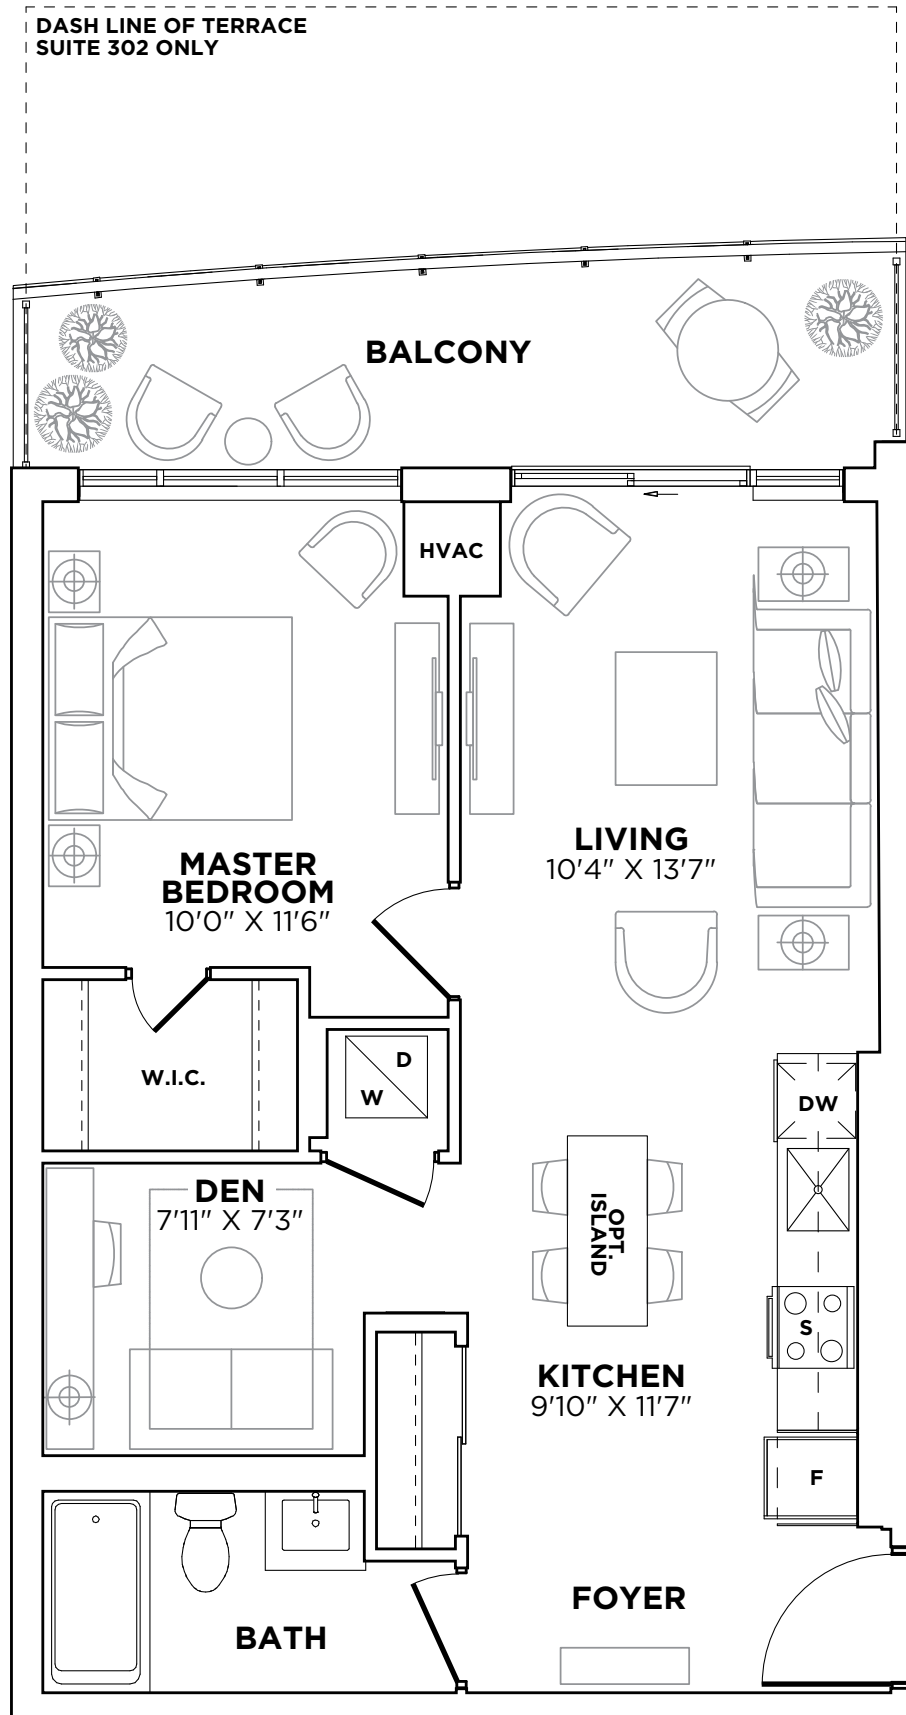 DASH LINE OF TERRACE
SUITE 302 ONLY
BALCONY
HVAC
LIVING
10'4" X 13'7"
MASTER
BEDROOM
10'0" X 11'6"
W.I.C.
D
W
DW
DEN
7'11" X 7'3"
OPT.
ISLAND
S
KITCHEN
9'10" X 11'7"
F
FOYER
BATH